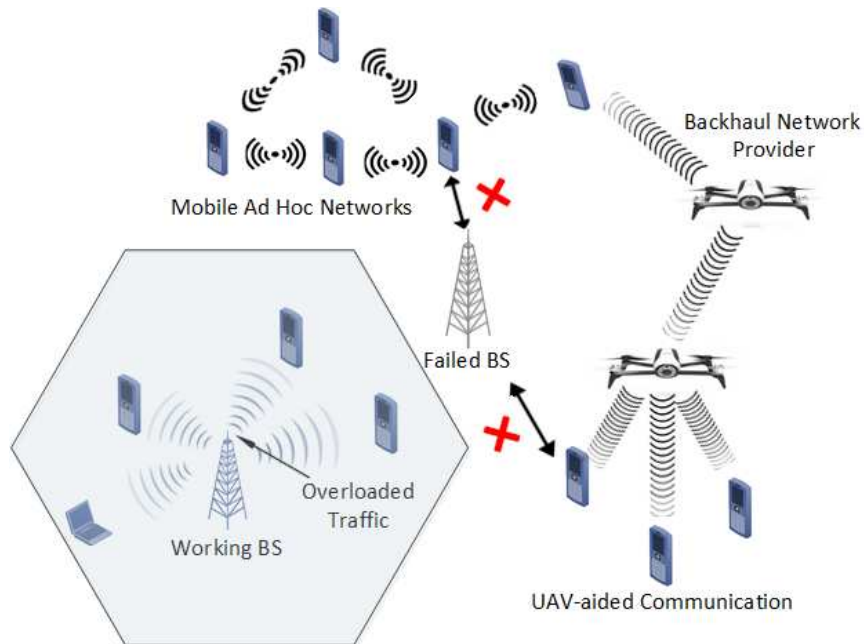 Backhaul Network
Provider
Mobile Ad Hoc Networks
Failed BS
Overloaded
Traffic
Working BS
UAV-aided Communication